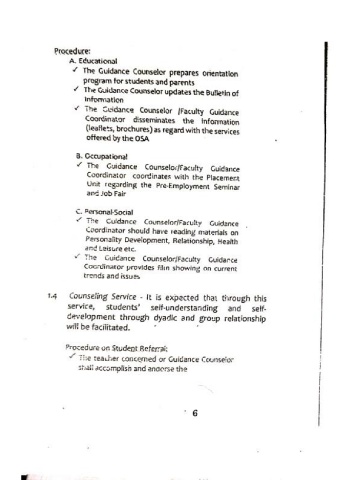 Procedure:
A. Educational
✓ The Guidance Counselor prepares orientation
program for students and parents
✓ The Guidance Counselor updates the Bulletin of
Information
✓ The Guidance Counselor /Faculty Guidance
Coordinator disseminates the information
(leaflets, brochures) as regard with the services
offered by the OSA
B. Occupational
✓ The Guidance Counselor/Faculty Guidance
Coordinator coordinates with the Placement
Unit regarding the Pre-Employment Seminar
and Job Fair
C. Personal-Social
✓ The Guidance Counselor/Faculty Guidance
Coordinator should have reading materials on
Personality Development, Relationship, Health
and Leisure etc.
✓ The Guidance Counselor/Faculty Guidance
Coordinator provides film showing on current
trends and issues
1.4 Counseling Service - It is expected that through this
service, students' self-understanding and self-
development through dyadic and group relationship
will be facilitated.
Procedure on Student Referral:
✓ The teacher concerned or Guidance Counselor
shall accomplish and endorse the
6